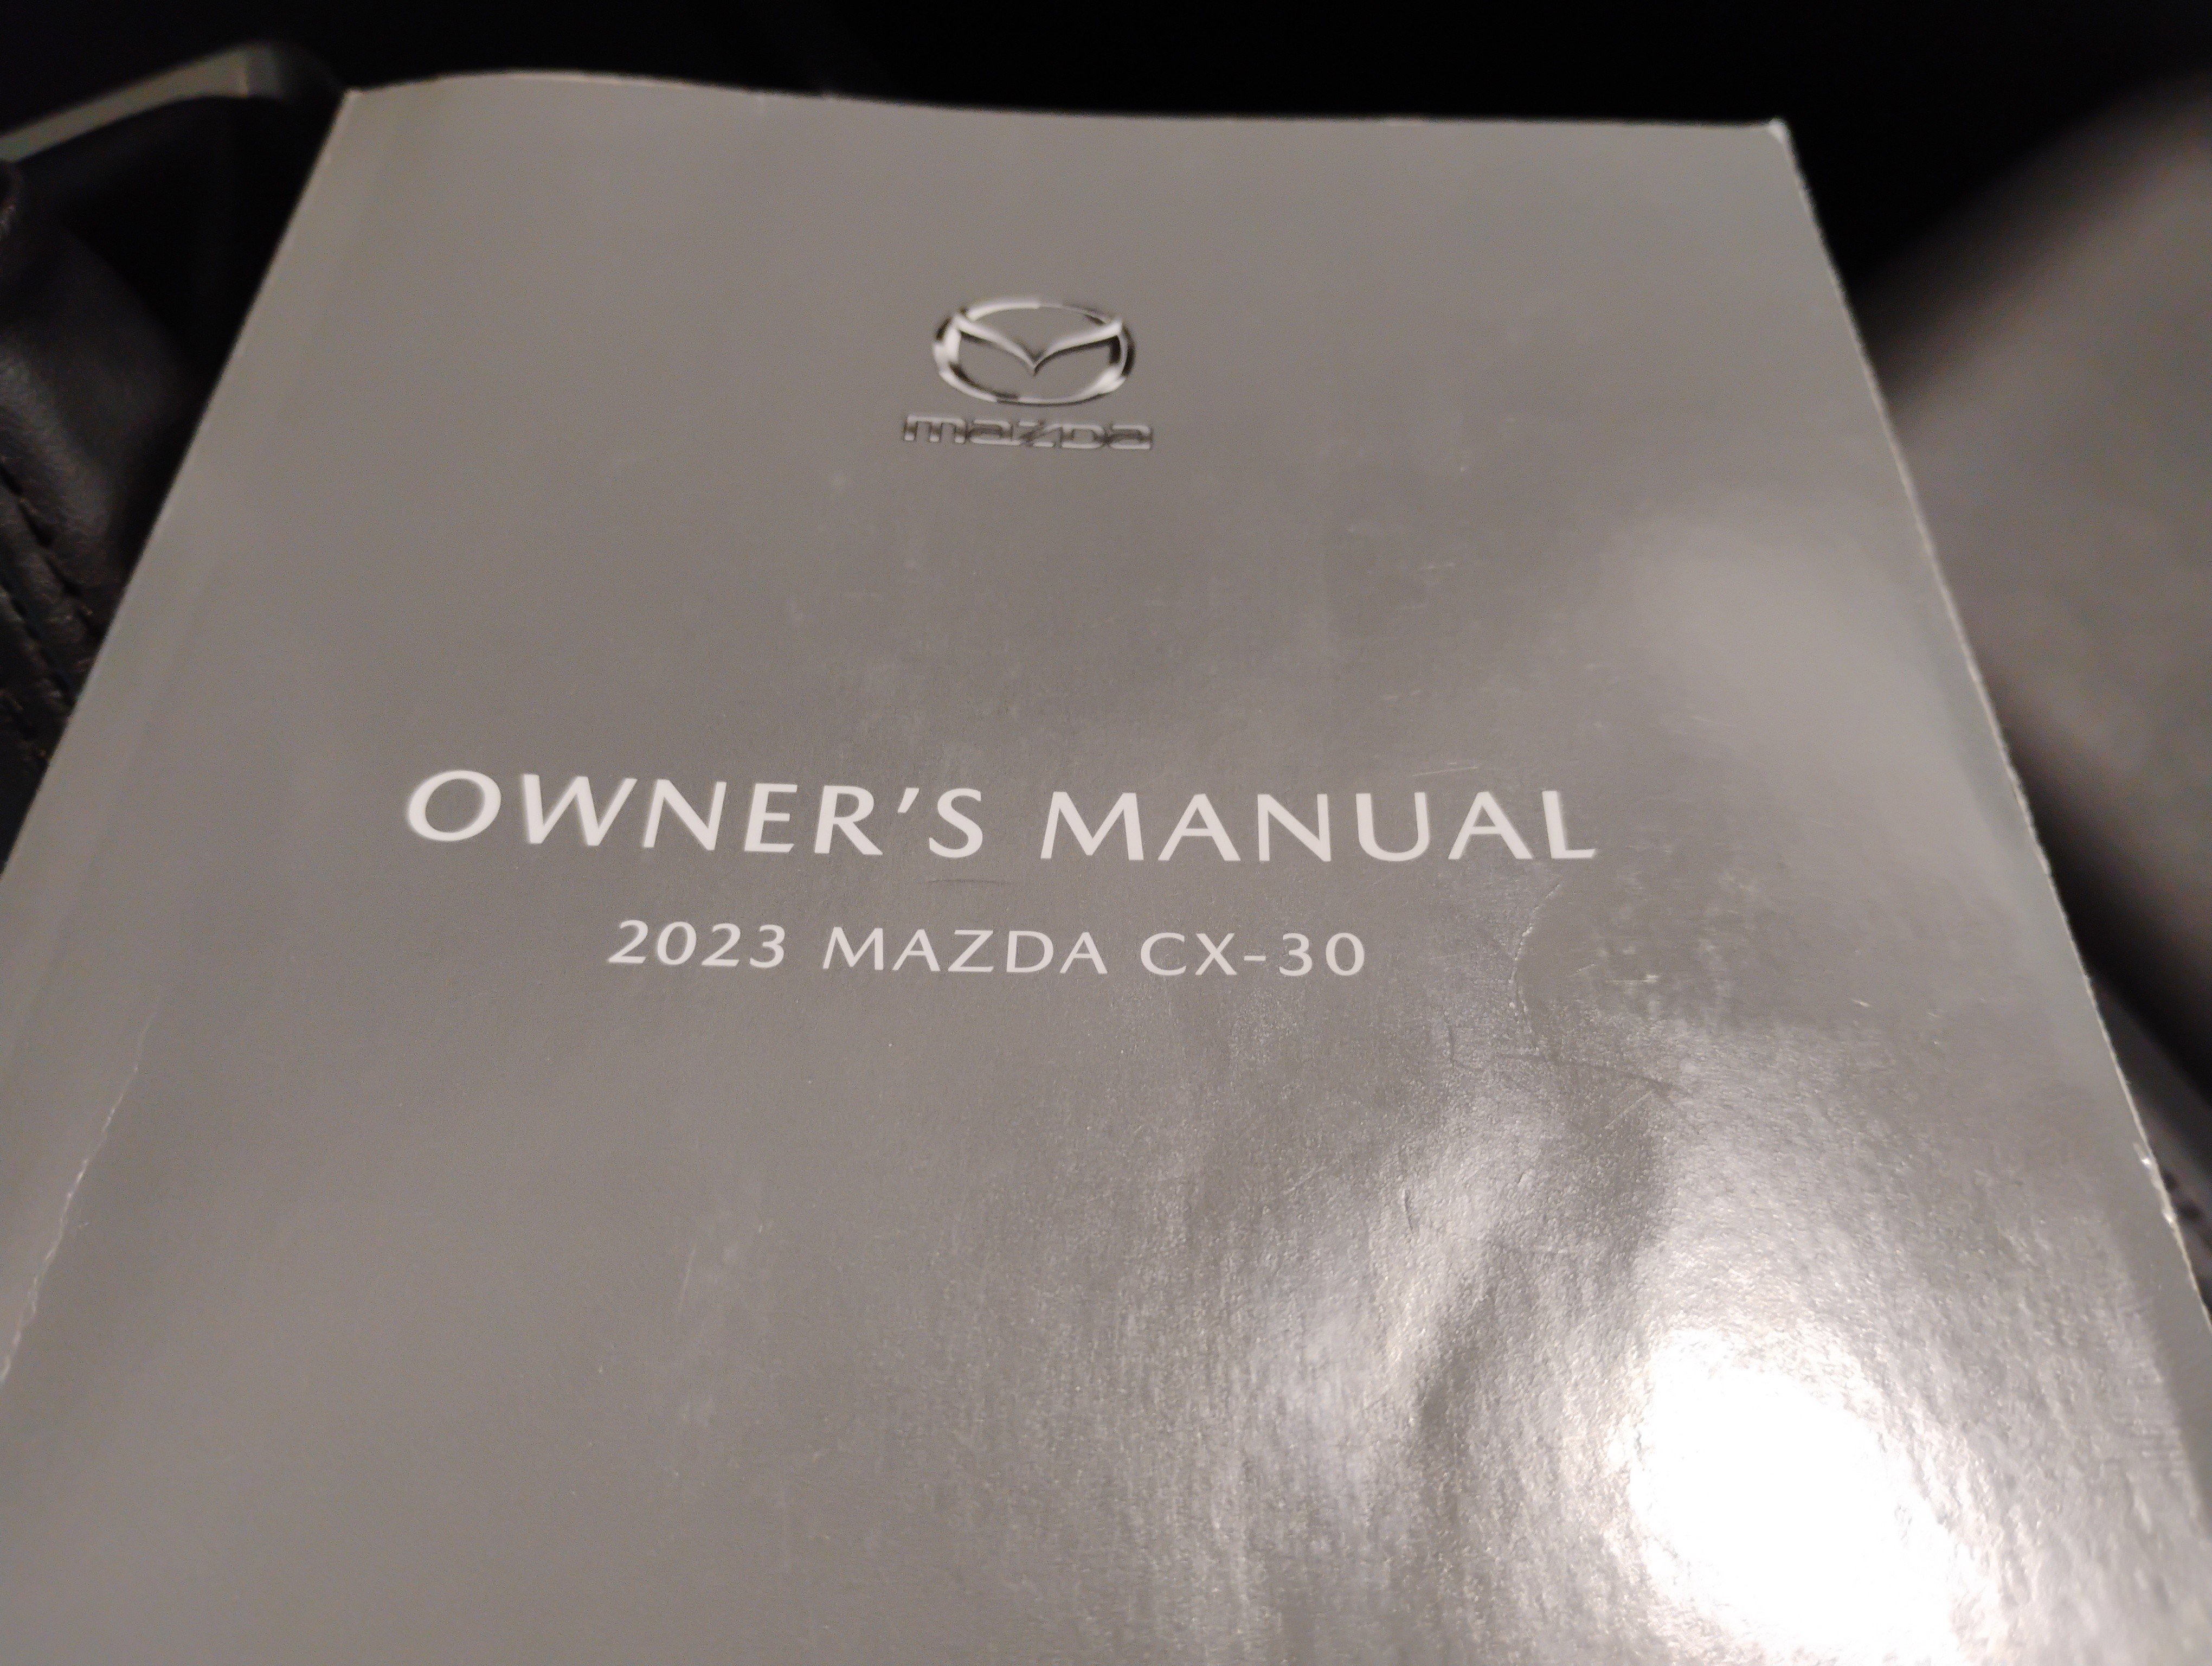 mazda
OWNER'S MANUAL
2023 MAZDA CX-30